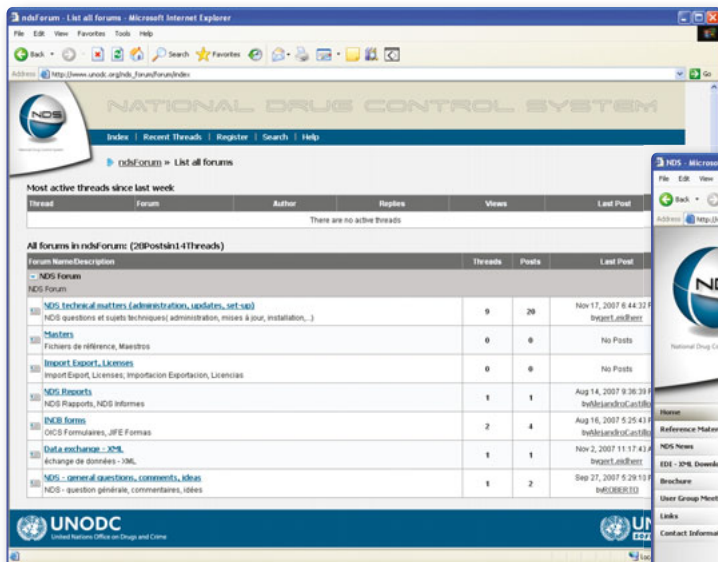 ndsForum - List all forums - Microsoft Internet Explorer
File Edit View Favorites Tools Help
Back Search Favorites
Address http://www.unodc.org/nds_forum/forum/index Go
NDS
NATIONAL DRUG CONTROL SYSTEM
Index | Recent Threads | Register | Search | Help
ndsForum » List all forums
Most active threads since last week
Thread Forum Author Replies Views Last Post
There are no active threads
All forums in ndsForum: (28Postsin14Threads)
Forum Name/Description Threads Posts Last Post
NDS Forum
NDS Forum
NDS technical matters (administration, updates, set-up) 9 20 Nov 17, 2007 6:44:32
NDS questions et sujets techniques( administration, mises à jour, installation,..) bygert.eidherr
Masters 0 0 No Posts
Fichiers de référence, Maestros
Import Export, Licenses 0 0 No Posts
Import Export, Licenses; Importacion Exportacion, Licencias
NDS Reports 1 1 Aug 14, 2007 9:36:39
NDS Rapports, NDS Informes byAlejandroCastillo
INCB forms 2 4 Aug 16, 2007 5:25:43
OICS Formulaires, JIFE Formas byAlejandroCastillo
Data exchange - XML 1 1 Nov 2, 2007 11:17:43
échange de données - XML bygert.eidherr
NDS - general questions, comments, ideas 1 2 Sep 27, 2007 5:29:10
NDS - question générale, commentaires, idées byROBERTO
UNODC
United Nations Office on Drugs and Crime
NDS - Micros
File Edit View
Back
Address http://
National Drug Co
Home
Reference Mater
NDS News
EDI - XML Downl
Brochure
User Group Meet
Links
Contact Informat